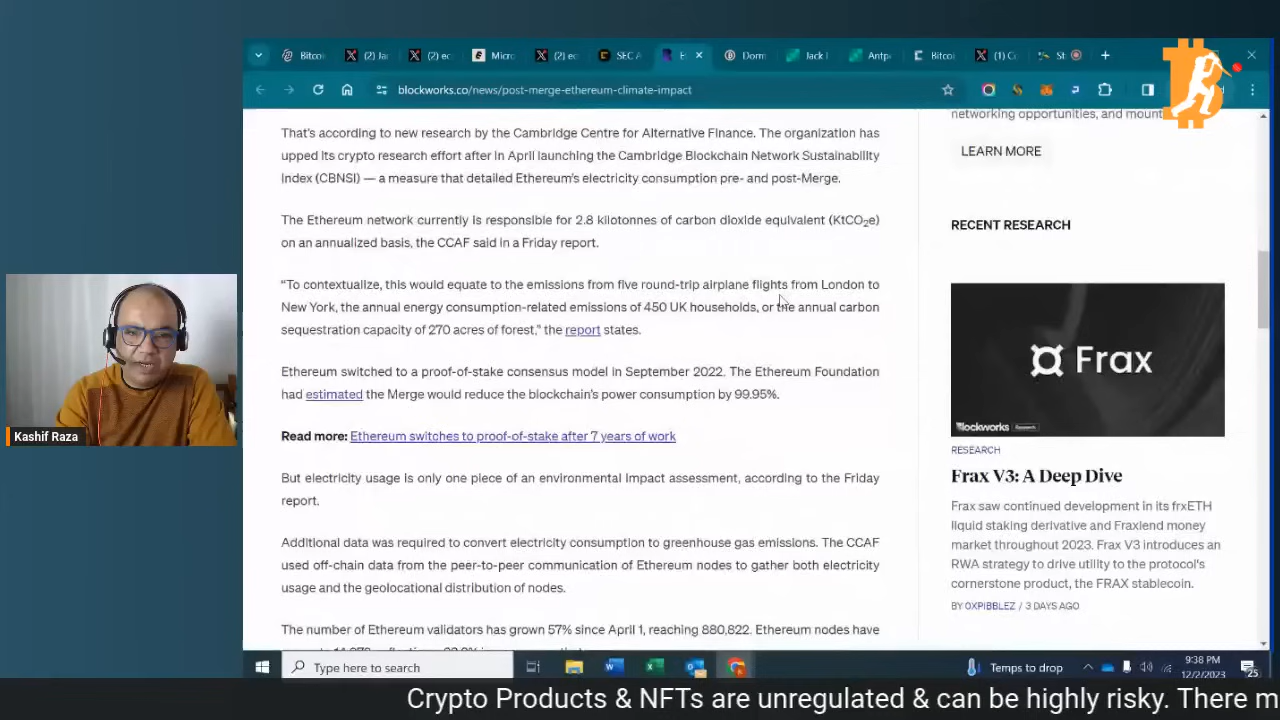 Bitcoi
(2) Jac
(2) ec
Micro
(2) ec
SEC A
E
Dorm
Jack I
Antp
Bitcoi
(1) C
St
blockworks.co/news/post-merge-ethereum-climate-impact
That's according to new research by the Cambridge Centre for Alternative Finance. The organization has
upped its crypto research effort after in April launching the Cambridge Blockchain Network Sustainability
Index (CBNSI) — a measure that detailed Ethereum's electricity consumption pre- and post-Merge.
The Ethereum network currently is responsible for 2.8 kilotonnes of carbon dioxide equivalent (KtCO₂e)
on an annualized basis, the CCAF said in a Friday report.
“To contextualize, this would equate to the emissions from five round-trip airplane flights from London to
New York, the annual energy consumption-related emissions of 450 UK households, or the annual carbon
sequestration capacity of 270 acres of forest,” the report states.
Ethereum switched to a proof-of-stake consensus model in September 2022. The Ethereum Foundation
had estimated the Merge would reduce the blockchain's power consumption by 99.95%.
Read more: Ethereum switches to proof-of-stake after 7 years of work
But electricity usage is only one piece of an environmental impact assessment, according to the Friday
report.
Additional data was required to convert electricity consumption to greenhouse gas emissions. The CCAF
used off-chain data from the peer-to-peer communication of Ethereum nodes to gather both electricity
usage and the geolocational distribution of nodes.
The number of Ethereum validators has grown 57% since April 1, reaching 880,822. Ethereum nodes have
networking opportunities, and mount
LEARN MORE
RECENT RESEARCH
Frax
Blockworks Research
RESEARCH
Frax V3: A Deep Dive
Frax saw continued development in its frxETH
liquid staking derivative and Fraxlend money
market throughout 2023. Frax V3 introduces an
RWA strategy to drive utility to the protocol's
cornerstone product, the FRAX stablecoin.
BY 0XPIBBLEZ / 3 DAYS AGO
Kashif Raza
Type here to search
Temps to drop
9:38 PM
12/2/2023
25
Crypto Products & NFTs are unregulated & can be highly risky. There m